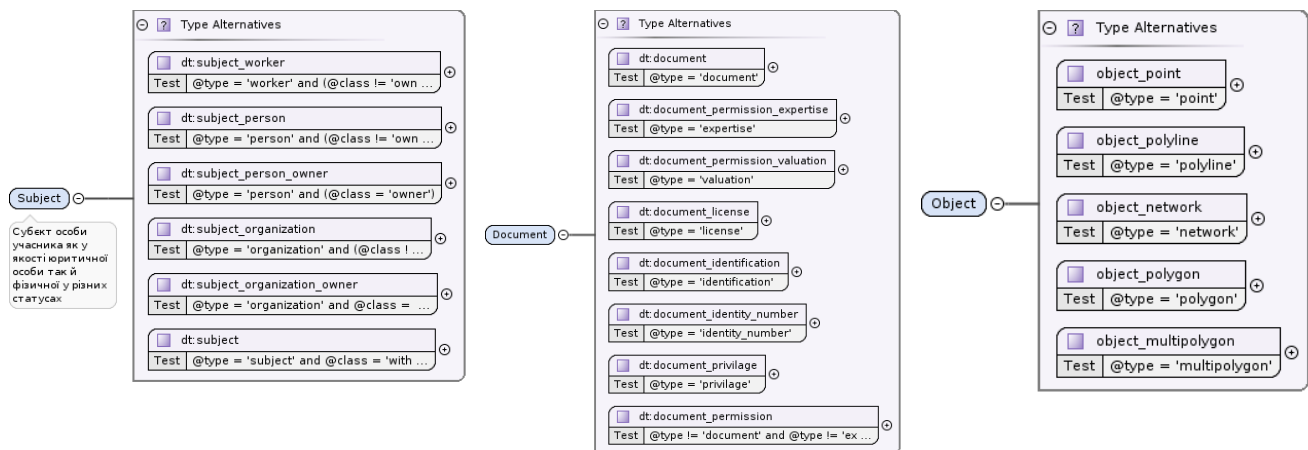 Type Alternatives
dt:subject_worker
Test @type = 'worker' and (@class != 'own ...
dt:subject_person
Test @type = 'person' and (@class != 'own ...
dt:subject_person_owner
Test @type = 'person' and (@class = 'owner')
Subject
dt:subject_organization
Test @type = 'organization' and (@class ! ...
dt:subject_organization_owner
Test @type = 'organization' and @class = ...
dt:subject
Test @type = 'subject' and @class = 'with ...
Субєкт особи
учасника як у
якості юритичної
особи так й
фізичної у різних
статусах
Type Alternatives
dt:document
Test @type = 'document'
dt:document_permission_expertise
Test @type = 'expertise'
dt:document_permission_valuation
Test @type = 'valuation'
dt:document_license
Test @type = 'license'
Document
dt:document_identification
Test @type = 'identification'
dt:document_identity_number
Test @type = 'identity_number'
dt:document_privilage
Test @type = 'privilage'
dt:document_permission
Test @type != 'document' and @type != 'ex ...
Type Alternatives
object_point
Test @type = 'point'
object_polyline
Test @type = 'polyline'
Object
object_network
Test @type = 'network'
object_polygon
Test @type = 'polygon'
object_multipolygon
Test @type = 'multipolygon'